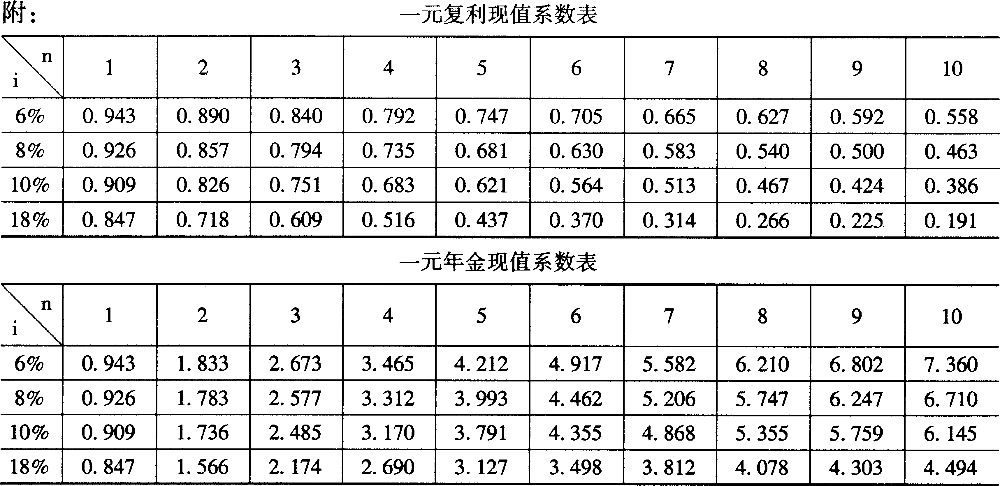 附：
一元复利现值系数表
n
i 1 2 3 4 5 6 7 8 9 10
6% 0.943 0.890 0.840 0.792 0.747 0.705 0.665 0.627 0.592 0.558
8% 0.926 0.857 0.794 0.735 0.681 0.630 0.583 0.540 0.500 0.463
10% 0.909 0.826 0.751 0.683 0.621 0.564 0.513 0.467 0.424 0.386
18% 0.847 0.718 0.609 0.516 0.437 0.370 0.314 0.266 0.225 0.191
一元年金现值系数表
n
i 1 2 3 4 5 6 7 8 9 10
6% 0.943 1.833 2.673 3.465 4.212 4.917 5.582 6.210 6.802 7.360
8% 0.926 1.783 2.577 3.312 3.993 4.462 5.206 5.747 6.247 6.710
10% 0.909 1.736 2.485 3.170 3.791 4.355 4.868 5.355 5.759 6.145
18% 0.847 1.566 2.174 2.690 3.127 3.498 3.812 4.078 4.303 4.494